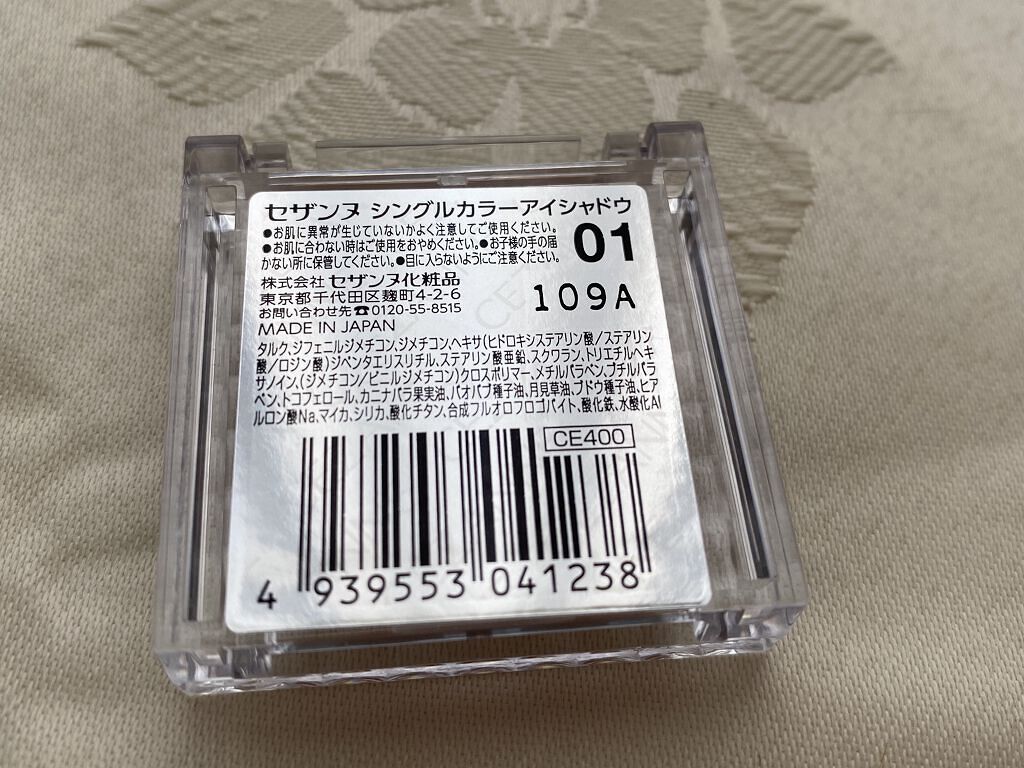 セザンヌ シングルカラーアイシャドウ
●お肌に異常が生じていないかよく注意してご使用ください。
●お肌に合わない時はご使用をおやめください。●お子様の手の届
かない所に保管してください。●目に入らないようにご注意ください。
01
株式会社 セザンヌ化粧品
東京都千代田区麹町4-2-6
お問い合わせ先☎0120-55-8515
MADE IN JAPAN
109A
タルク、ジフェニルジメチコン、ジメチコン、ヘキサ(ヒドロキシステアリン酸/ステアリン
酸/ロジン酸)ジペンタエリスリチル、ステアリン酸亜鉛、スクワラン、トリエチルヘキ
サノイン、(ジメチコン/ビニルジメチコン)クロスポリマー、メチルパラベン、ブチルパラ
ベン、トコフェロール、カニナバラ果実油、バオバブ種子油、月見草油、ブドウ種子油、ヒア
ルロン酸Na、マイカ、シリカ、酸化チタン、合成フルオロフロゴパイト、酸化鉄、水酸化Al
CE400
4 939553 041238